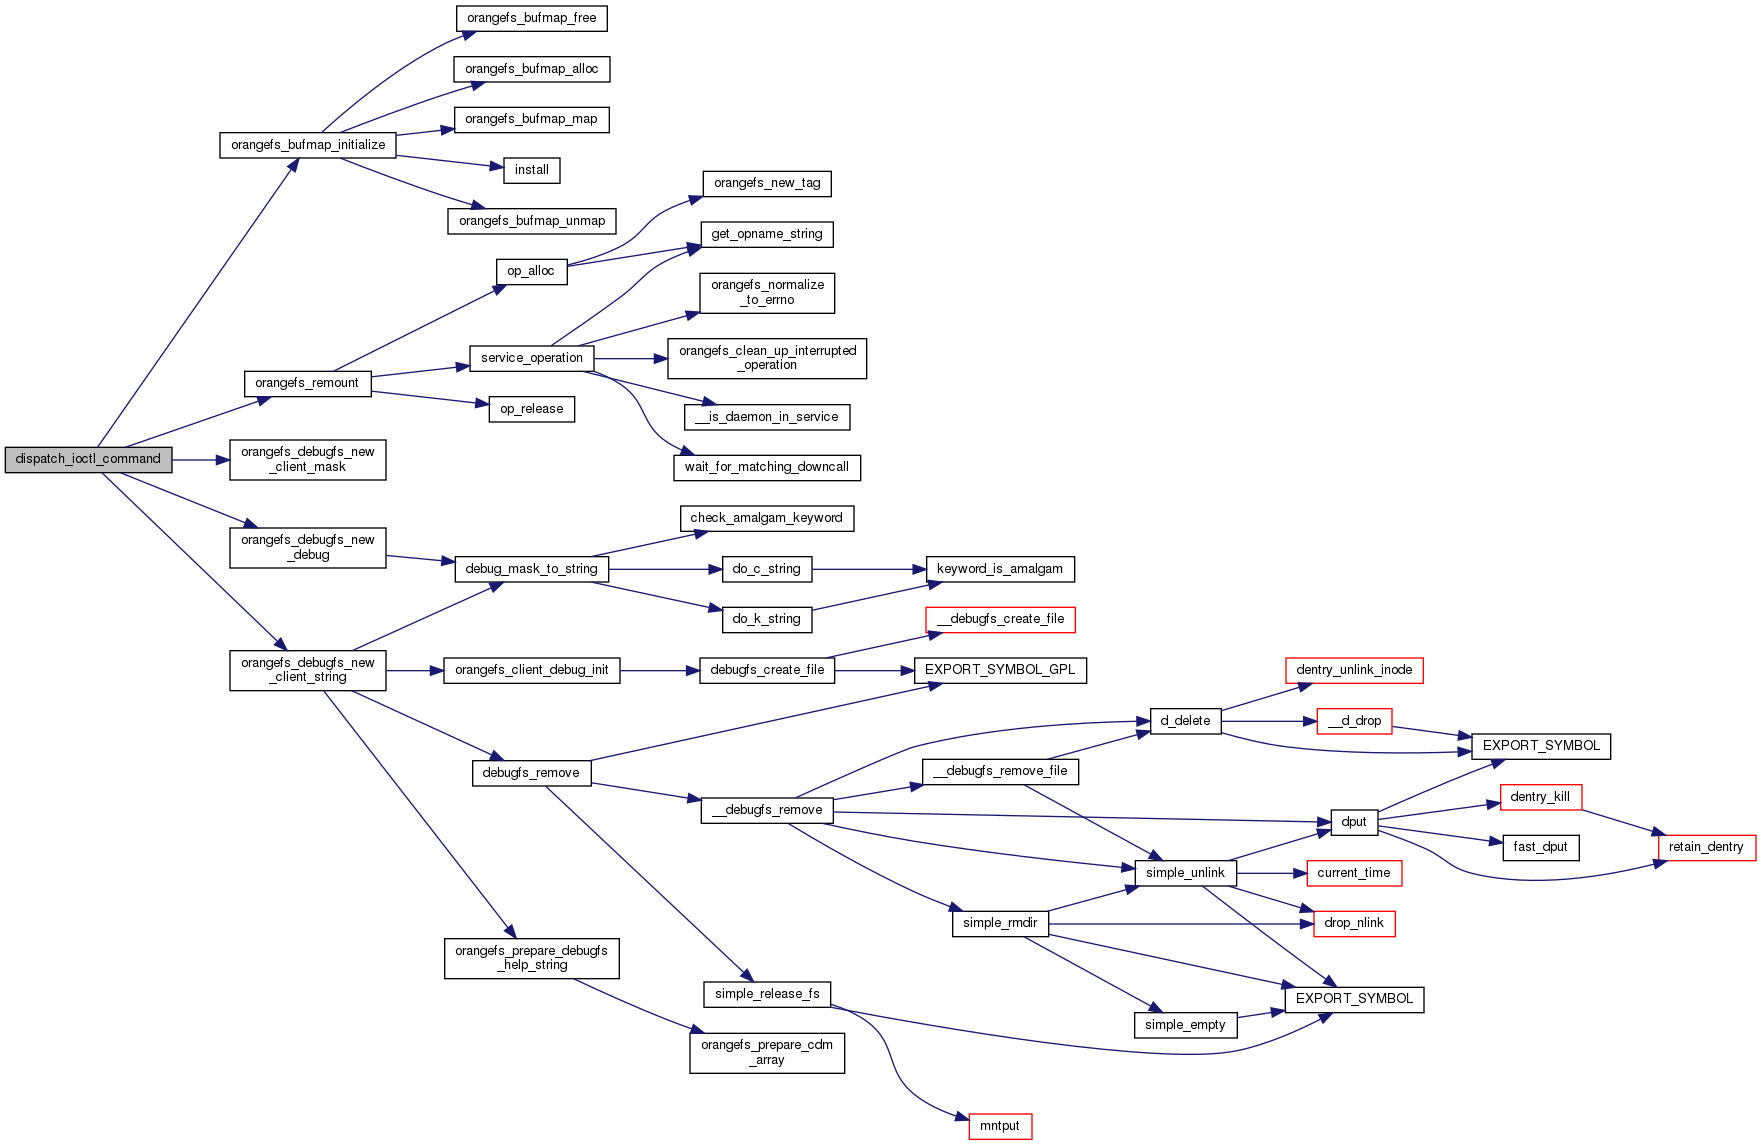 orangefs_bufmap_free
orangefs_bufmap_alloc
orangefs_bufmap_map
orangefs_bufmap_initialize
install
orangefs_new_tag
orangefs_bufmap_unmap
get_opname_string
op_alloc
orangefs_normalize
_to_errno
service_operation
orangefs_clean_up_interrupted
_operation
orangefs_remount
op_release
__is_daemon_in_service
dispatch_ioctl_command
orangefs_debugfs_new
_client_mask
wait_for_matching_downcall
check_amalgam_keyword
orangefs_debugfs_new
_debug
debug_mask_to_string
do_c_string
keyword_is_amalgam
do_k_string
__debugfs_create_file
orangefs_debugfs_new
_client_string
orangefs_client_debug_init
debugfs_create_file
EXPORT_SYMBOL_GPL
dentry_unlink_inode
d_delete
__d_drop
EXPORT_SYMBOL
debugfs_remove
__debugfs_remove_file
dentry_kill
__debugfs_remove
dput
fast_dput
retain_dentry
simple_unlink
current_time
simple_rmdir
drop_nlink
orangefs_prepare_debugfs
_help_string
simple_release_fs
EXPORT_SYMBOL
simple_empty
orangefs_prepare_cdm
_array
mntput